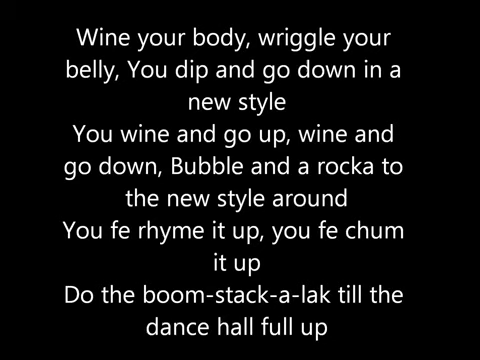 Wine your body, wriggle your
belly, You dip and go down in a
new style
You wine and go up, wine and
go down, Bubble and a rocka to
the new style around
You fe rhyme it up, you fe chum
it up
Do the boom-stack-a-lak till the
dance hall full up